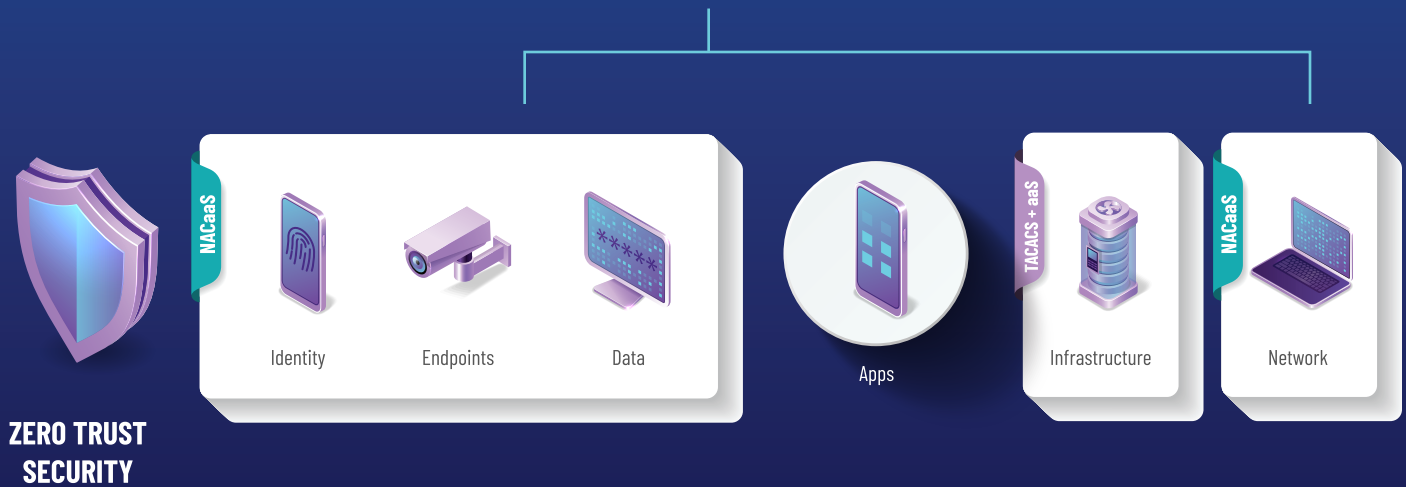 NACaaS
Identity
Endpoints
Data
Apps
TACACS + aaS
Infrastructure
NACaaS
Network
ZERO TRUST
SECURITY